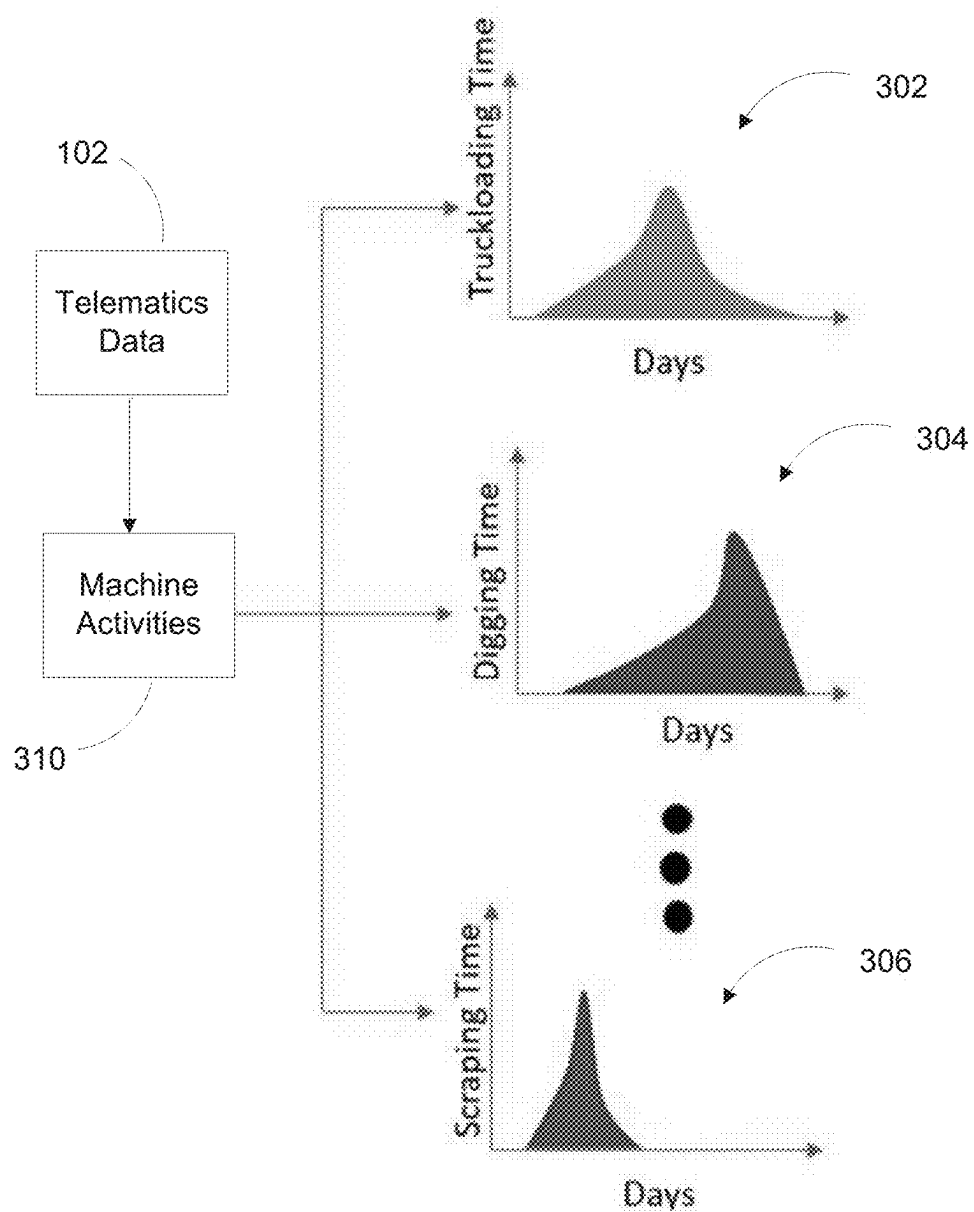 102
Telematics
Data
Machine
Activities
310
Truckloading Time
302
Days
Digging Time
304
Days
Scraping Time
306
Days